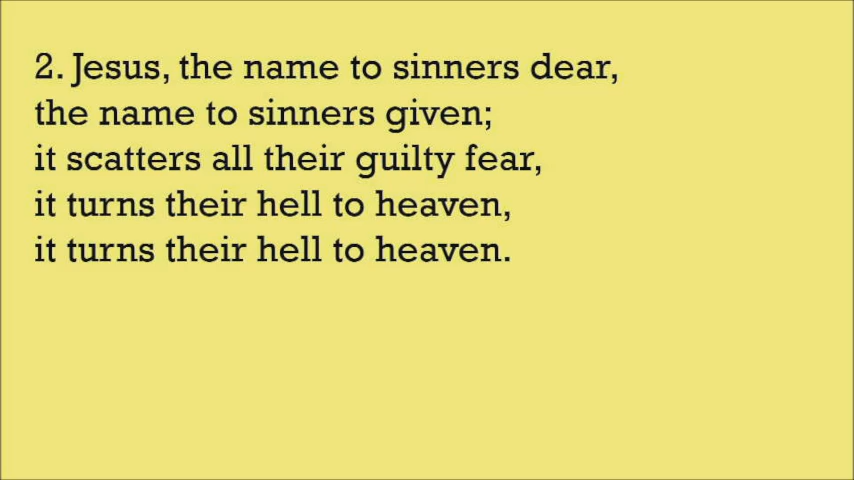 2. Jesus, the name to sinners dear,
the name to sinners given;
it scatters all their guilty fear,
it turns their hell to heaven,
it turns their hell to heaven.